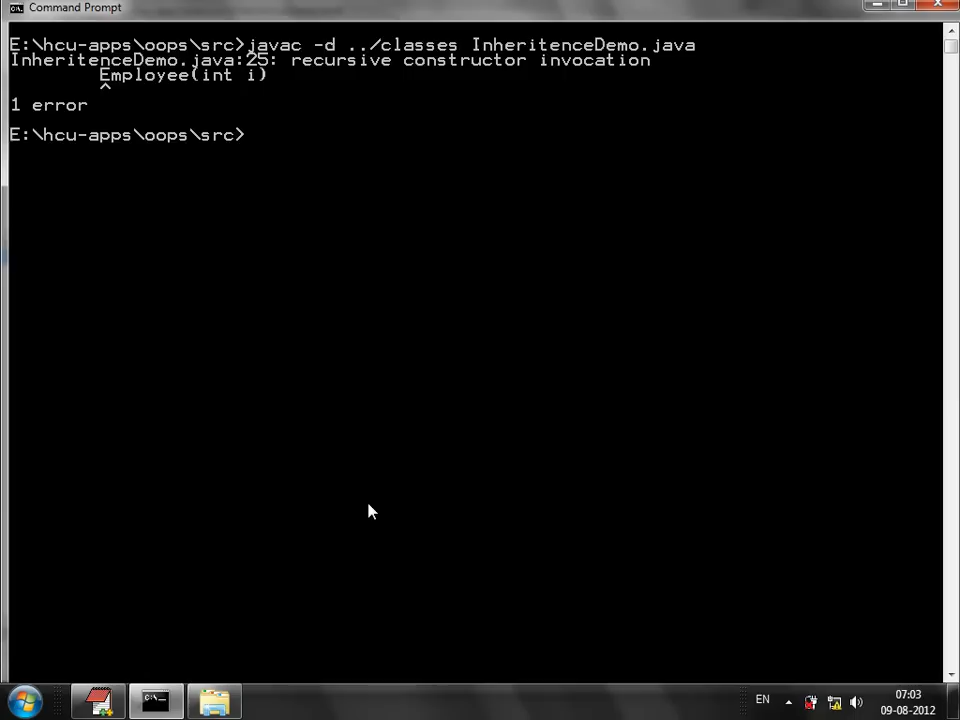 Command Prompt
E:\hcu-apps\oops\src>javac -d ../classes InheritenceDemo.java
InheritenceDemo.java:25: recursive constructor invocation
Employee(int i)
^
1 error
E:\hcu-apps\oops\src>
EN
07:03
09-08-2012